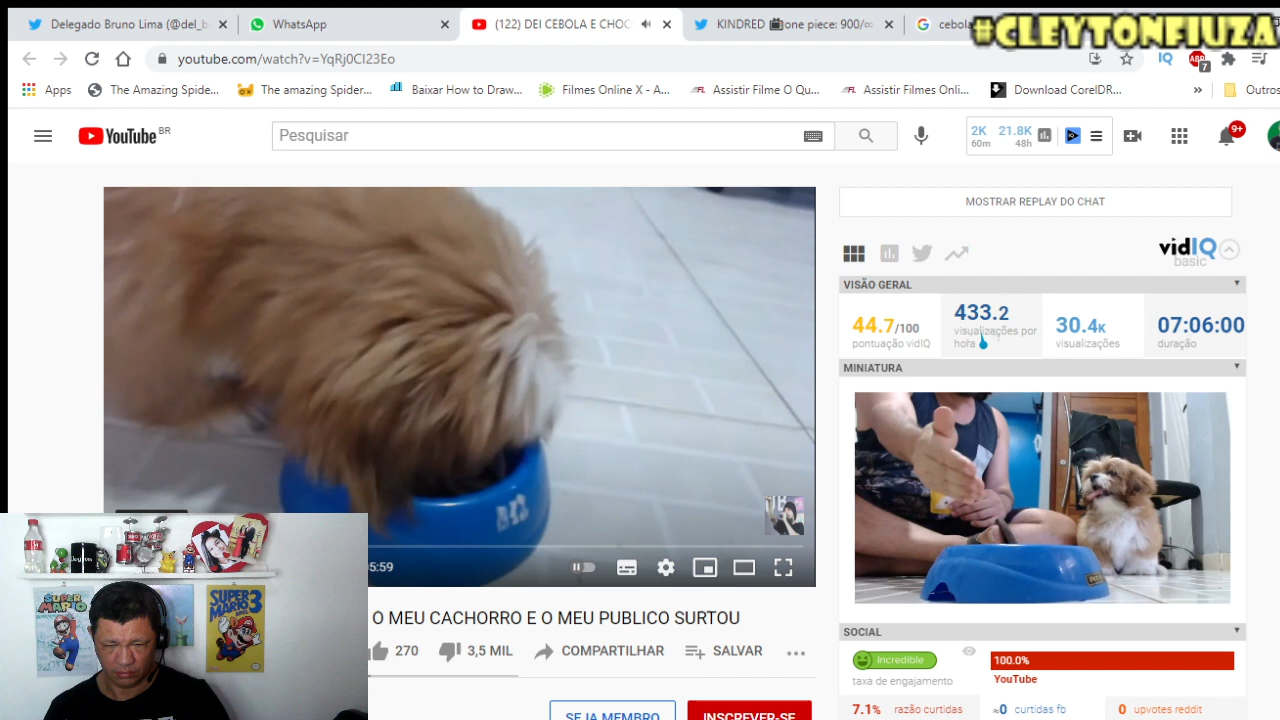 Delegado Bruno Lima (@del_b
WhatsApp
(122) DEI CEBOLA E CHOC
KINDRED one piece: 900/∞
cebola
#CLEYTONFIUZA
youtube.com/watch?v=YqRj0CI23Eo
IQ
ABP
7
Apps
The Amazing Spide...
The amazing Spider...
Baixar How to Draw...
Filmes Online X - A...
Assistir Filme O Qu...
Assistir Filmes Onli...
Download CorelDR...
»
Outros
YouTube BR
Pesquisar
2K 21.8K
60m 48h
9+
MOSTRAR REPLAY DO CHAT
vidIQ
basic
VISÃO GERAL
44.7/100
pontuação vidIQ
433.2
visualizações por
hora
30.4K
visualizações
07:06:00
duração
MINIATURA
5:59
SUPER MARIO
SUPER
MARIO 3
O MEU CACHORRO E O MEU PUBLICO SURTOU
270
3,5 MIL
COMPARTILHAR
SALVAR
SEJA MEMBRO
INSCREVER-SE
SOCIAL
Incredible
taxa de engajamento
100.0%
YouTube
7.1% razão curtidas
≈0 curtidas fb
0 upvotes reddit